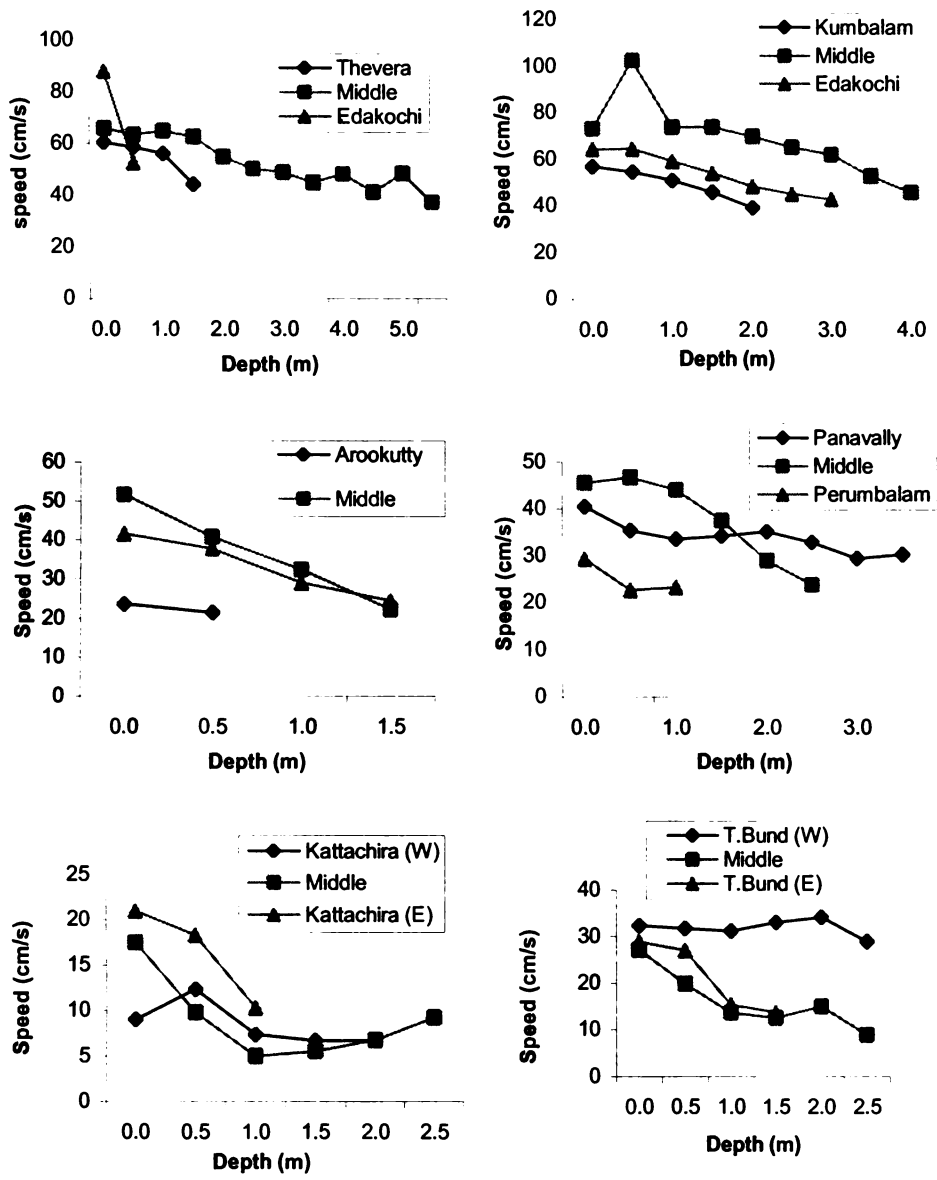 100
80
60
40
20
0
speed (cm/s)
Thevera
Middle
Edakochi
0.0 1.0 2.0 3.0 4.0 5.0
Depth (m)
120
100
80
60
40
20
0
Speed (cm/s)
Kumbalam
Middle
Edakochi
0.0 1.0 2.0 3.0 4.0
Depth (m)
60
50
40
30
20
10
0
Speed (cm/s)
Arookutty
Middle
0.0 0.5 1.0 1.5
Depth (m)
50
40
30
20
10
0
Speed (cm/s)
Panavally
Middle
Perumbalam
0.0 1.0 2.0 3.0
Depth (m)
25
20
15
10
5
0
Speed (cm/s)
Kattachira (W)
Middle
Kattachira (E)
0.0 0.5 1.0 1.5 2.0 2.5
Depth (m)
40
30
20
10
0
Speed (cm/s)
T.Bund (W)
Middle
T.Bund (E)
0.0 0.5 1.0 1.5 2.0 2.5
Depth (m)